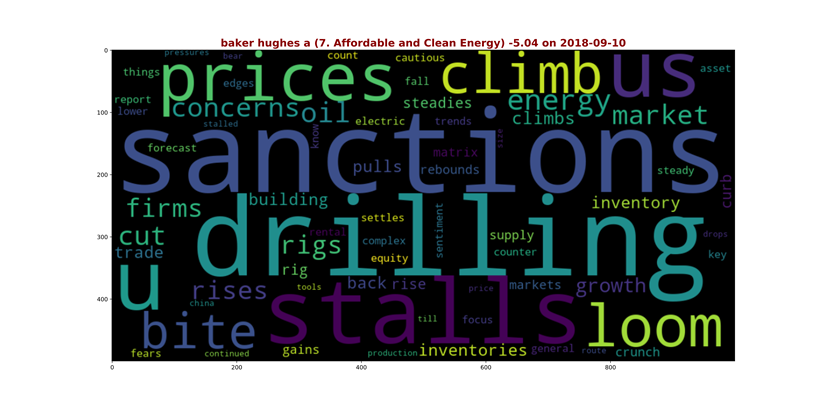 baker hughes a (7. Affordable and Clean Energy) -5.04 on 2018-09-10
pressures bear count cautious
things prices climb us asset
edges fall
report concerns oil steadies energy market
lower stalled electric trends climbs
know size
sanctions
forecast matrix
pulls rebounds steady
curb
building inventory
firms settles sentiment
drilling
cut rental rigs complex supply drops
trade equity counter key
rig
u rises tools back rise price markets growth
china
stalls
bite till focus loom
fears continued gains production inventories general route crunch
0
100
200
300
400
0 200 400 600 800